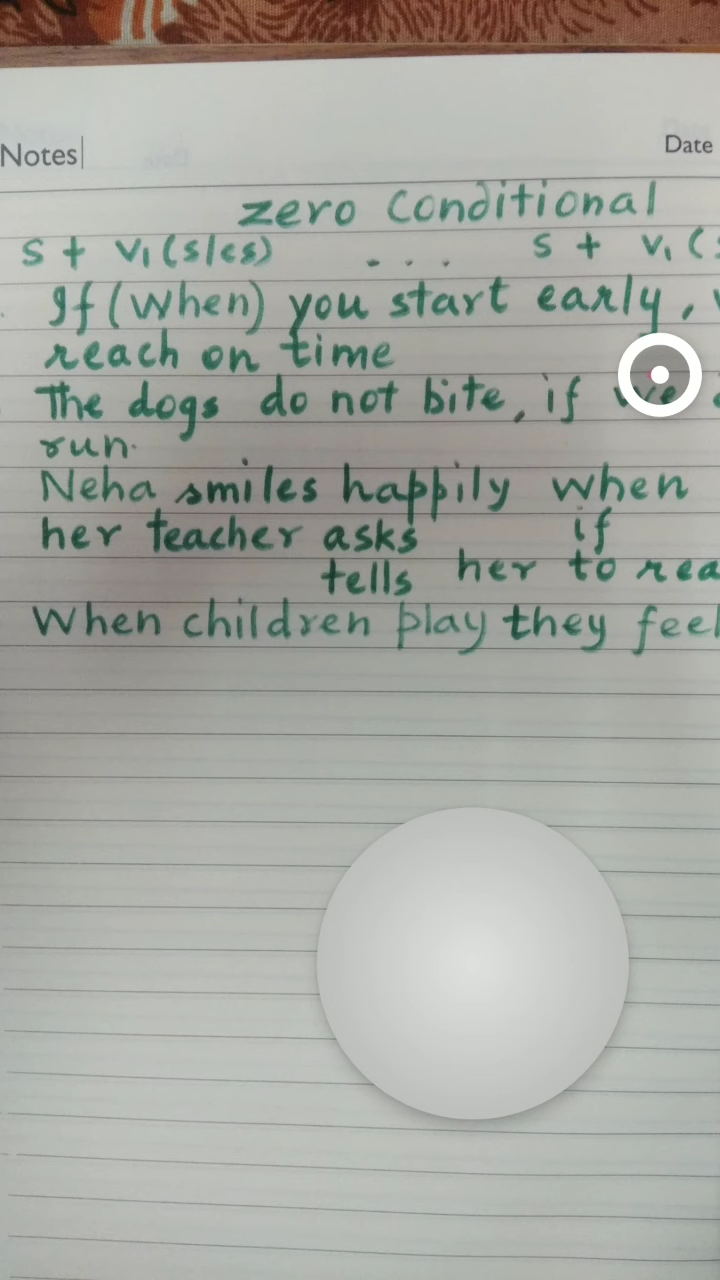 Notes
Date
zero Conditional
S + V₁(s/es) . . . S + V₁ (s
If (when) you start early,
reach on time
The dogs do not bite, if we
run.
Neha smiles happily when
her teacher asks if
tells her to rea
When children play they feel